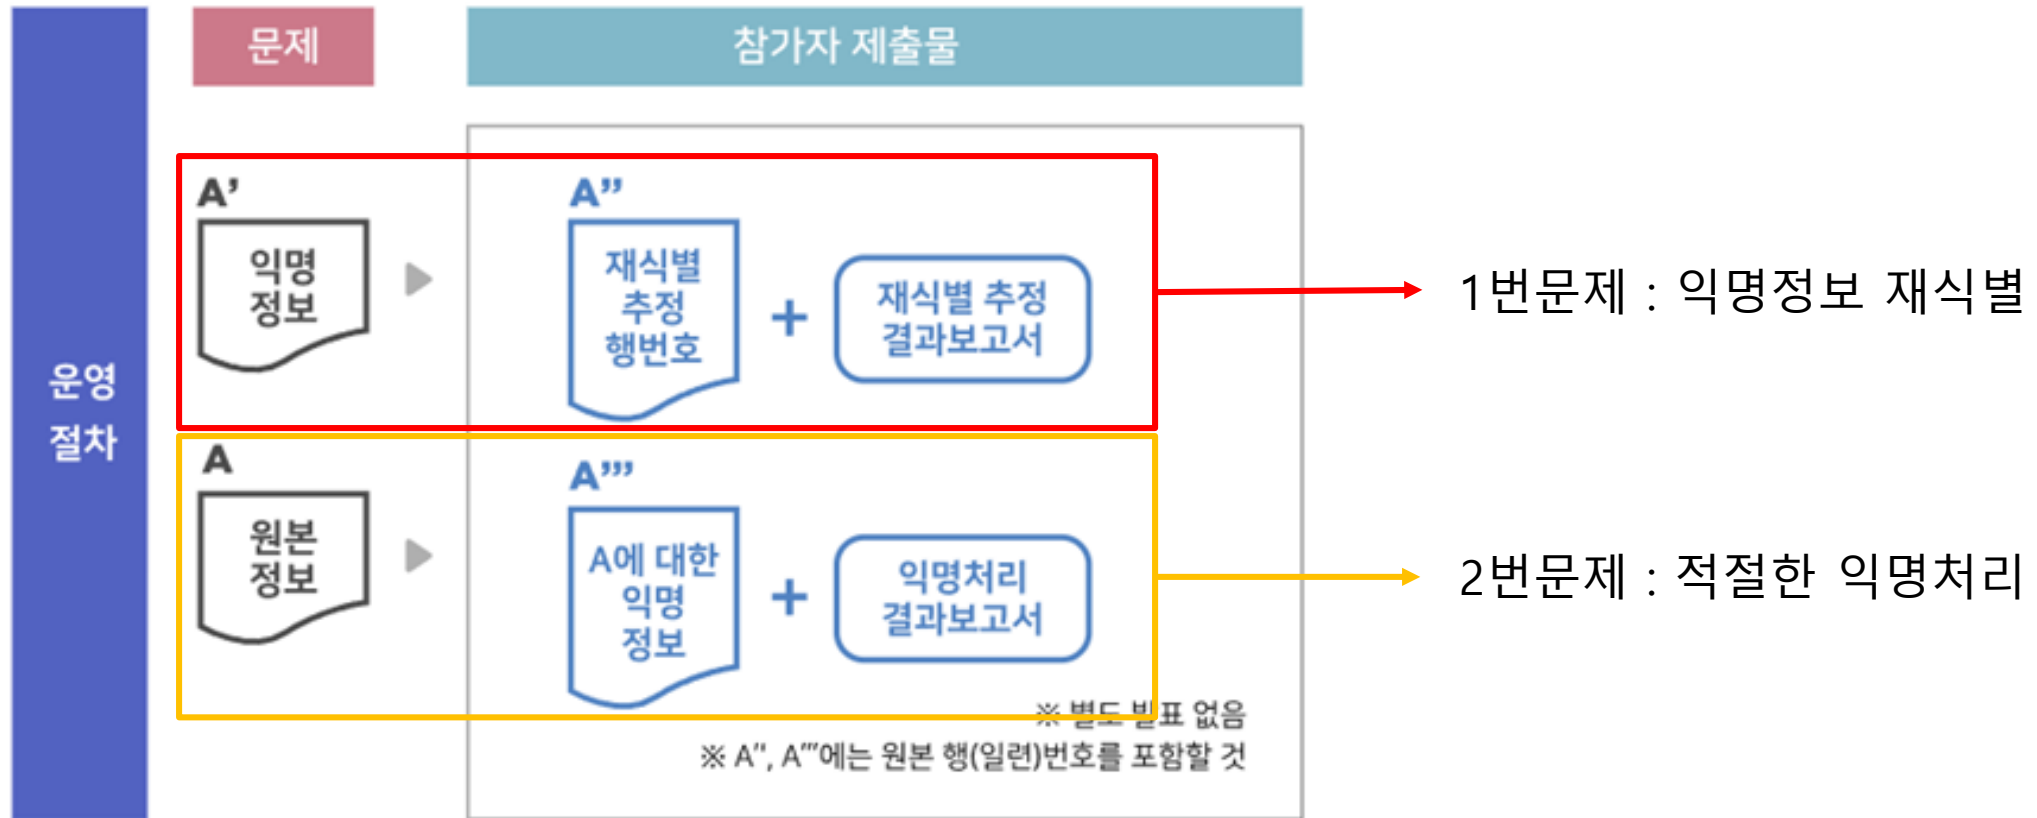 문제
참가자 제출물
운영
절차
A’
익명
정보
A’’
재식별
추정
행번호
+
재식별 추정
결과보고서
1번문제 : 익명정보 재식별
A
원본
정보
A’’’
A에 대한
익명
정보
+
익명처리
결과보고서
2번문제 : 적절한 익명처리
※ 별도 발표 없음
※ A’’, A’’’에는 원본 행(일련)번호를 포함할 것